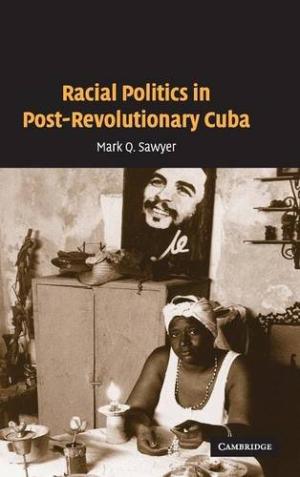 Racial Politics in
Post-Revolutionary Cuba
Mark Q. Sawyer
CAMBRIDGE